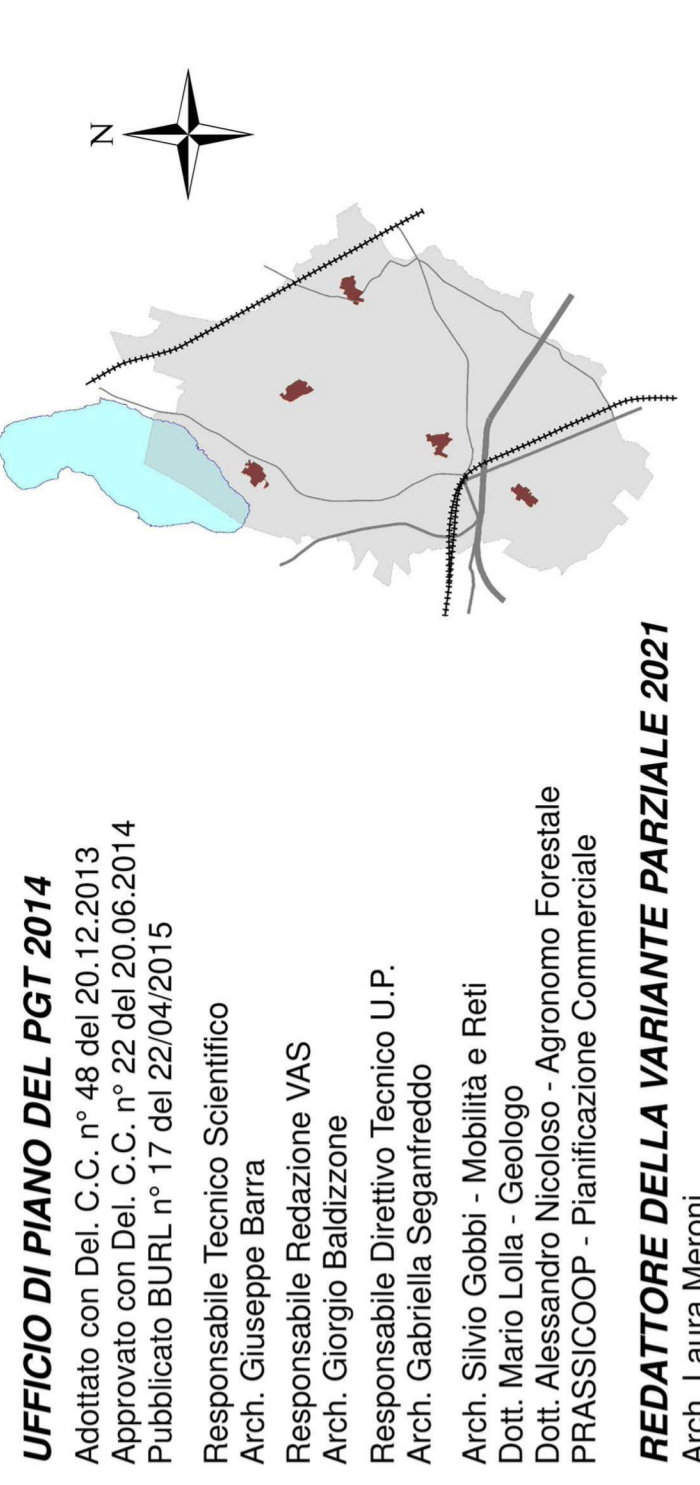 UFFICIO DI PIANO DEL PGT 2014
Adottato con Del. C.C. n° 48 del 20.12.2013
Approvato con Del. C.C. n° 22 del 20.06.2014
Pubblicato BURL n° 17 del 22/04/2015
Responsabile Tecnico Scientifico
Arch. Giuseppe Barra
Responsabile Redazione VAS
Arch. Giorgio Baldizzone
Responsabile Direttivo Tecnico U.P.
Arch. Gabriella Seganfreddo
Arch. Silvio Gobbi - Mobilità e Reti
Dott. Mario Lolla - Geologo
Dott. Alessandro Nicoloso - Agronomo Forestale
PRASSICOOP - Pianificazione Commerciale
REDATTORE DELLA VARIANTE PARZIALE 2021
Arch. Laura Meroni
N